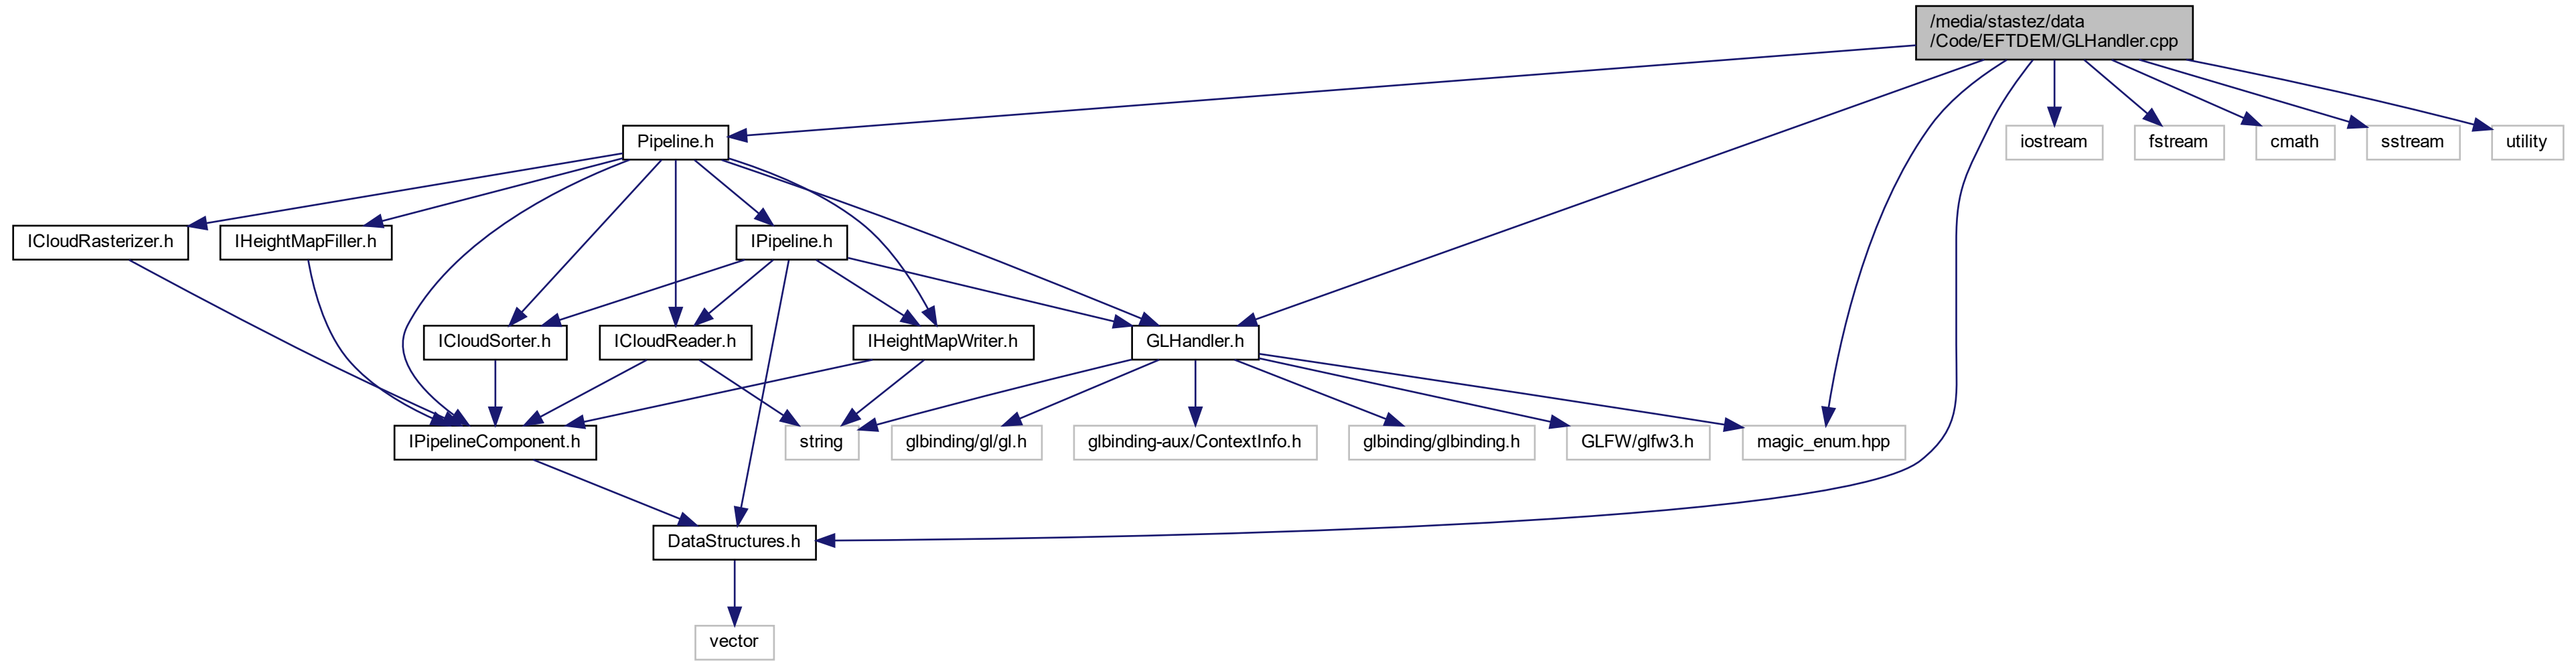 /media/stastez/data
/Code/EFTDEM/GLHandler.cpp
Pipeline.h
iostream
fstream
cmath
sstream
utility
ICloudRasterizer.h
IHeightMapFiller.h
IPipeline.h
ICloudSorter.h
ICloudReader.h
IHeightMapWriter.h
GLHandler.h
IPipelineComponent.h
string
glbinding/gl/gl.h
glbinding-aux/ContextInfo.h
glbinding/glbinding.h
GLFW/glfw3.h
magic_enum.hpp
DataStructures.h
vector